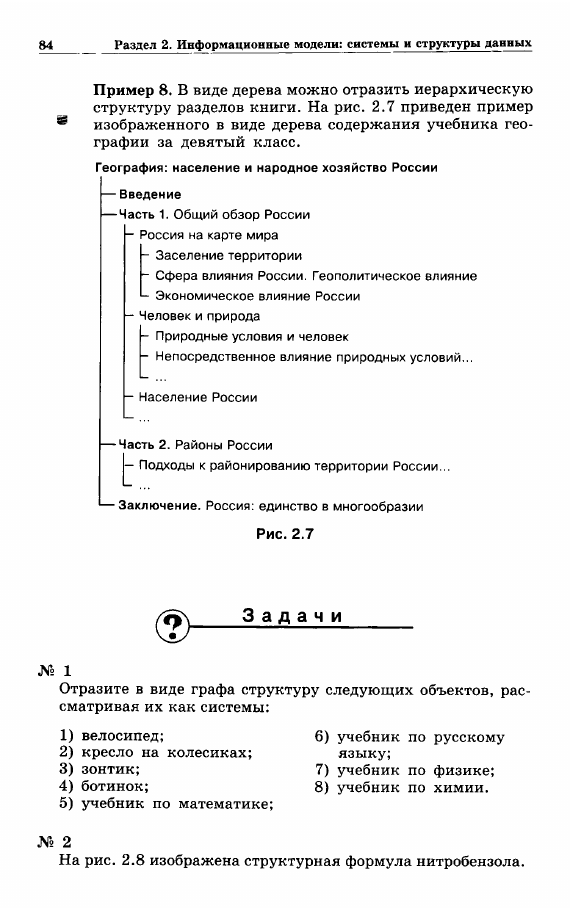 84 Раздел 2. Информационные модели: системы и структуры данных
Пример 8. В виде дерева можно отразить иерархическую
структуру разделов книги. На рис. 2.7 приведен пример
изображенного в виде дерева содержания учебника гео-
графии за девятый класс.
География: население и народное хозяйство России
Введение
Часть 1. Общий обзор России
Россия на карте мира
Заселение территории
Сфера влияния России. Геополитическое влияние
Экономическое влияние России
Человек и природа
Природные условия и человек
Непосредственное влияние природных условий...
...
Население России
...
Часть 2. Районы России
Подходы к районированию территории России...
...
Заключение. Россия: единство в многообразии
Рис. 2.7
? Задачи
№ 1
Отразите в виде графа структуру следующих объектов, рас-
сматривая их как системы:
1) велосипед;
2) кресло на колесиках;
3) зонтик;
4) ботинок;
5) учебник по математике;
6) учебник по русскому
языку;
7) учебник по физике;
8) учебник по химии.
№ 2
На рис. 2.8 изображена структурная формула нитробензола.